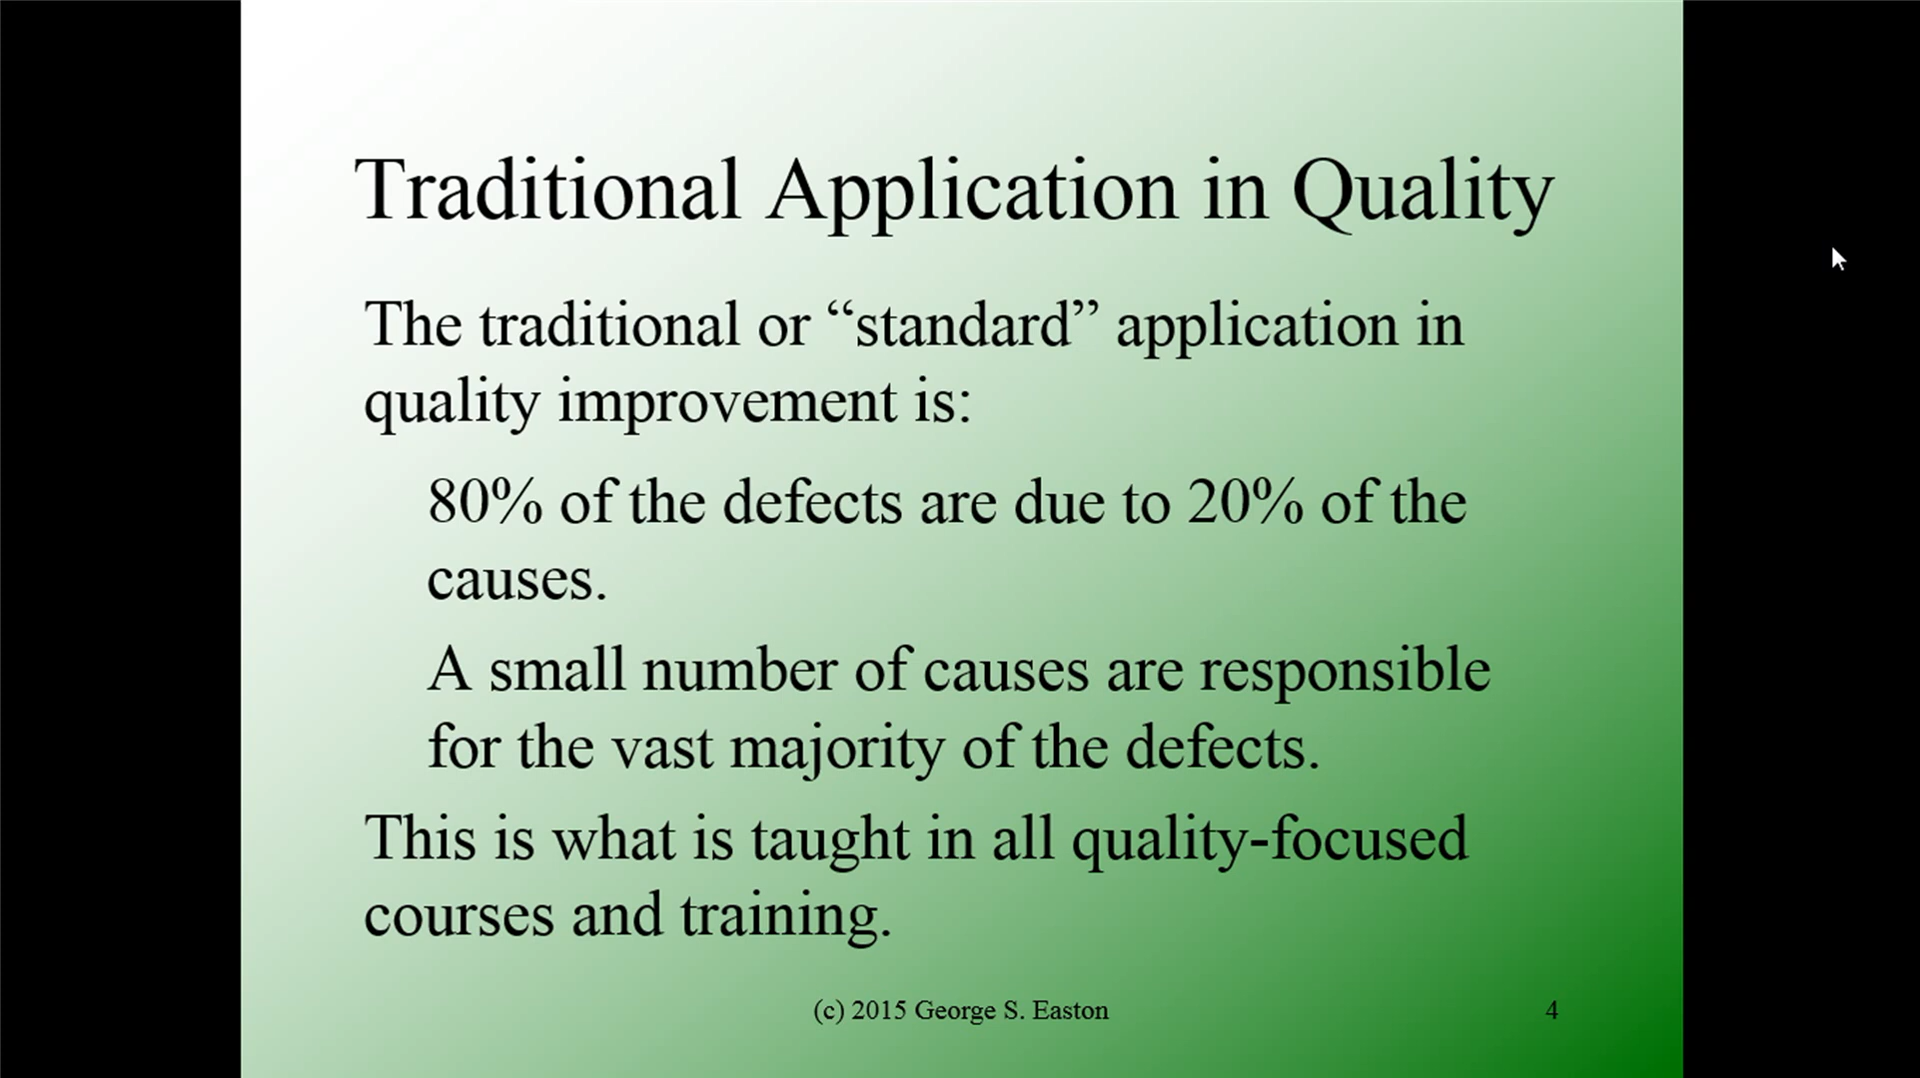 Traditional Application in Quality
The traditional or “standard” application in
quality improvement is:
80% of the defects are due to 20% of the
causes.
A small number of causes are responsible
for the vast majority of the defects.
This is what is taught in all quality-focused
courses and training.
(c) 2015 George S. Easton
4